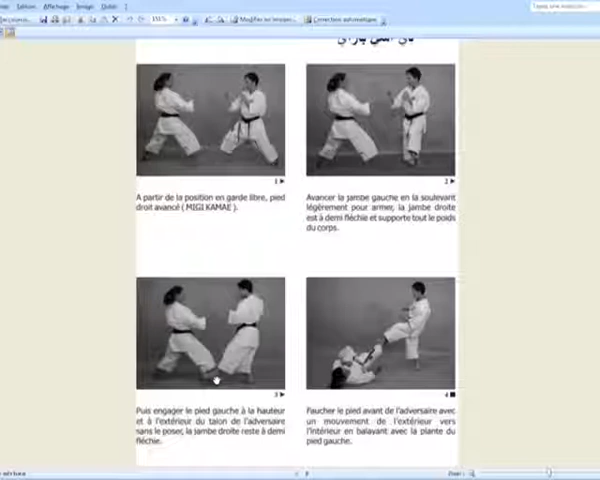 Édition Affichage Image Outils
Modifier les images...
Correction automatique
1 ▶
2 ▶
A partir de la position en garde libre, pied
droit avancé ( MIGI KAMAE ).
Avancer la jambe gauche en la soulevant
légèrement pour armer, la jambe droite
est à demi fléchie et supporte tout le poids
du corps.
3 ▶
4 ■
Puis engager le pied gauche à la hauteur
et à l'extérieur du talon de l'adversaire
sans le poser, la jambe droite reste à demi
fléchie.
Faucher le pied avant de l'adversaire avec
un mouvement de l'extérieur vers
l'intérieur en balayant avec la plante du
pied gauche.